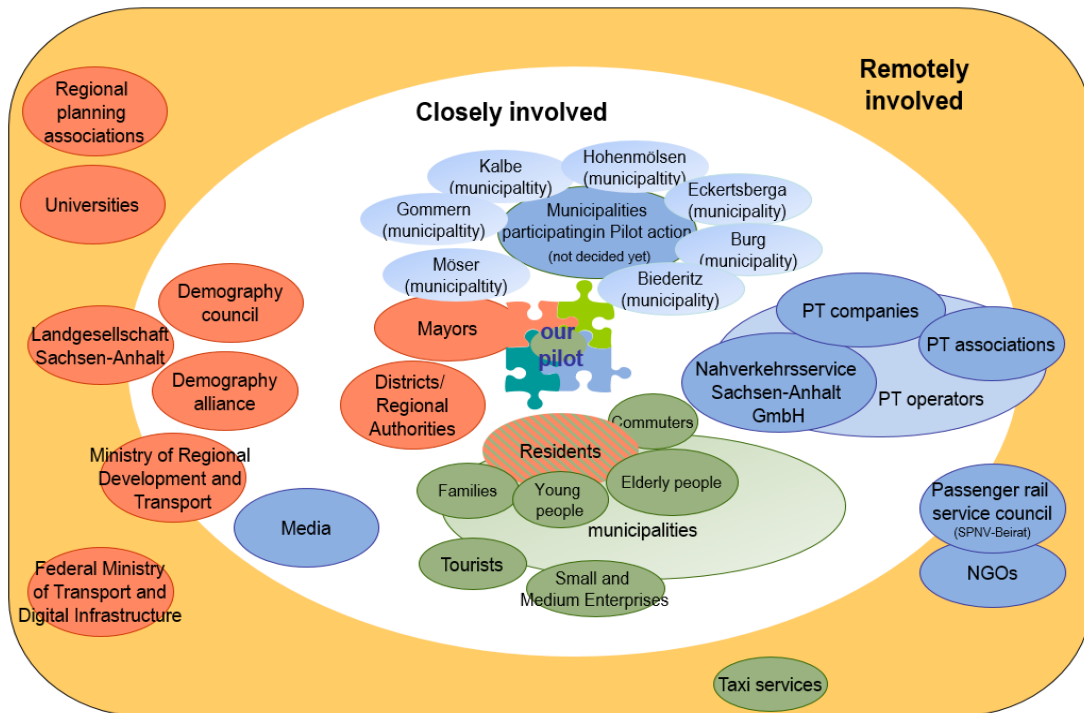 Remotely
involved
Closely involved
Regional
planning
associations
Universities
Kalbe
(municipaltity)
Hohenmölsen
(municipaltity)
Eckertsberga
(municipality)
Gommern
(municipaltity)
Municipalities
participatingin Pilot action
(not decided yet)
Burg
(municipality)
Möser
(municipaltity)
Biederitz
(municipality)
Demography
council
Landgesellschaft
Sachsen-Anhalt
Demography
alliance
Mayors
our
pilot
Districts/
Regional
Authorities
PT companies
PT associations
Nahverkehrsservice
Sachsen-Anhalt
GmbH
PT operators
Commuters
Residents
Families
Young
people
Elderly people
municipalities
Ministry of Regional
Development and
Transport
Media
Tourists
Small and
Medium Enterprises
Passenger rail
service council
(SPNV-Beirat)
NGOs
Federal Ministry
of Transport and
Digital Infrastructure
Taxi services